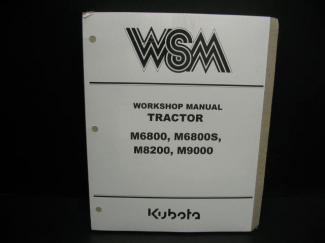 WSM
WORKSHOP MANUAL
TRACTOR
M6800, M6800S,
M8200, M9000
Kubota